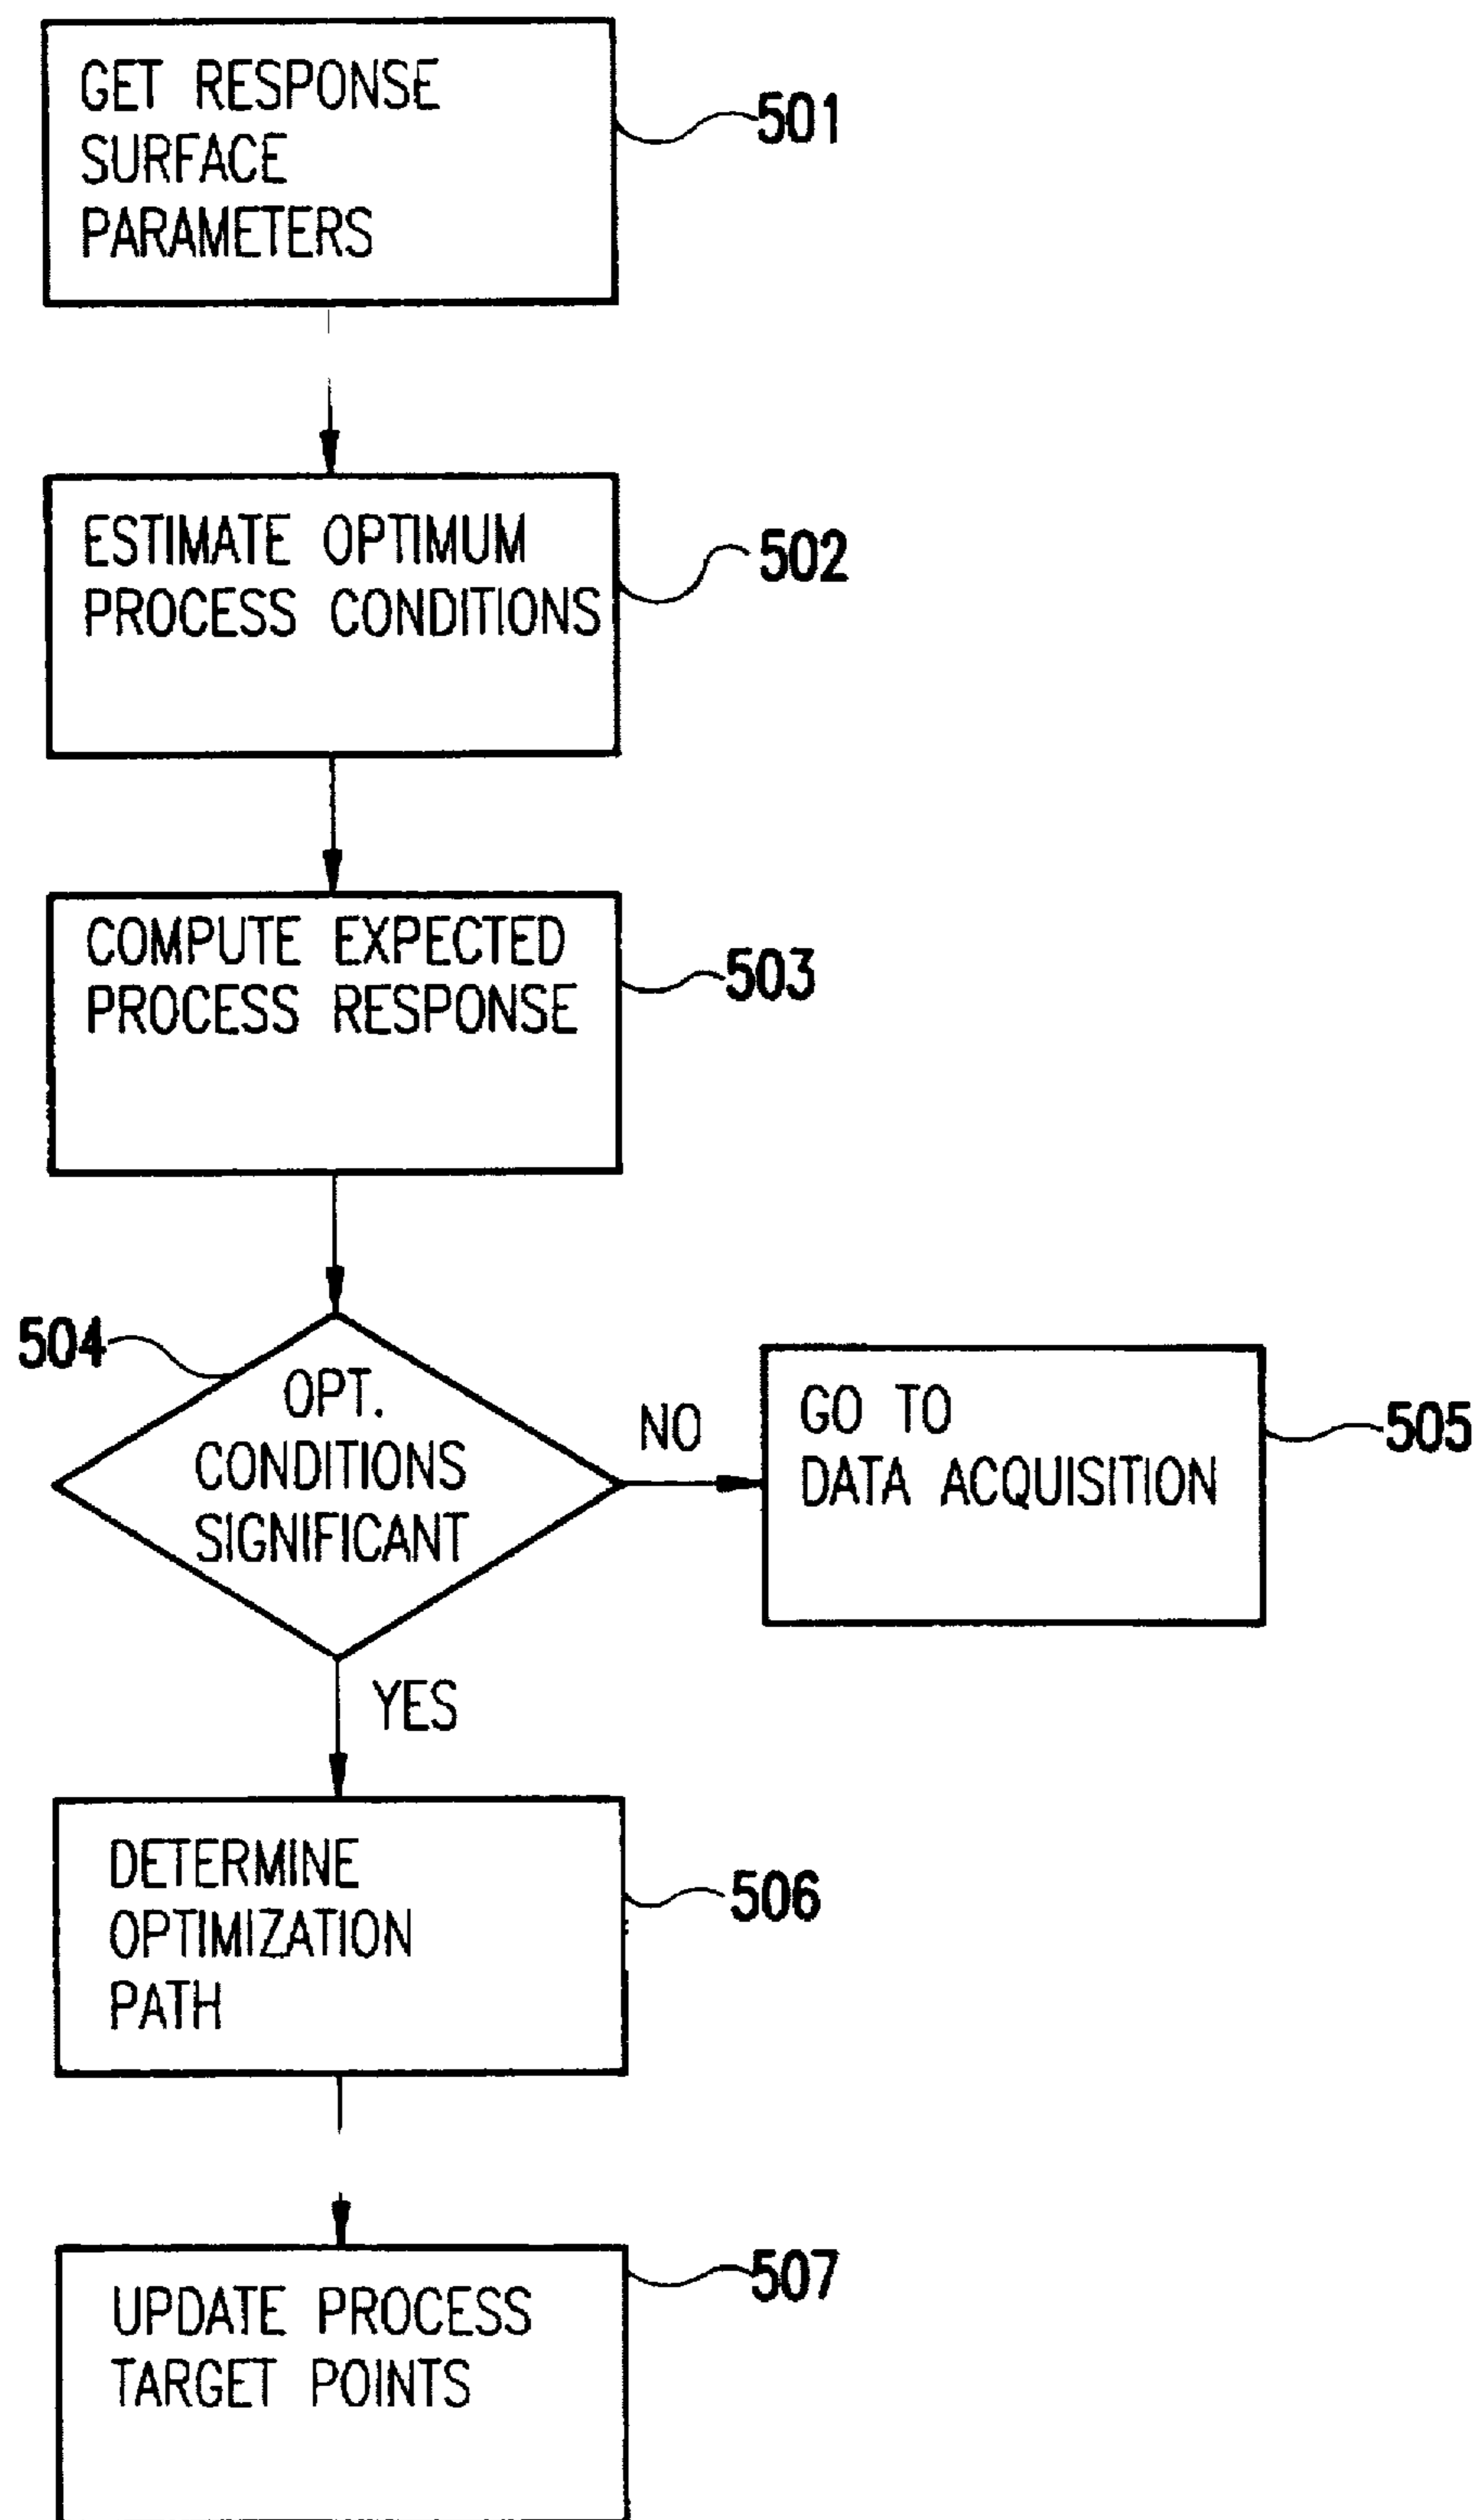 GET RESPONSE
SURFACE
PARAMETERS
501
ESTIMATE OPTIMUM
PROCESS CONDITIONS
502
COMPUTE EXPECTED
PROCESS RESPONSE
503
504
OPT.
CONDITIONS
SIGNIFICANT
NO
GO TO
DATA ACQUISITION
505
YES
DETERMINE
OPTIMIZATION
PATH
506
UPDATE PROCESS
TARGET POINTS
507